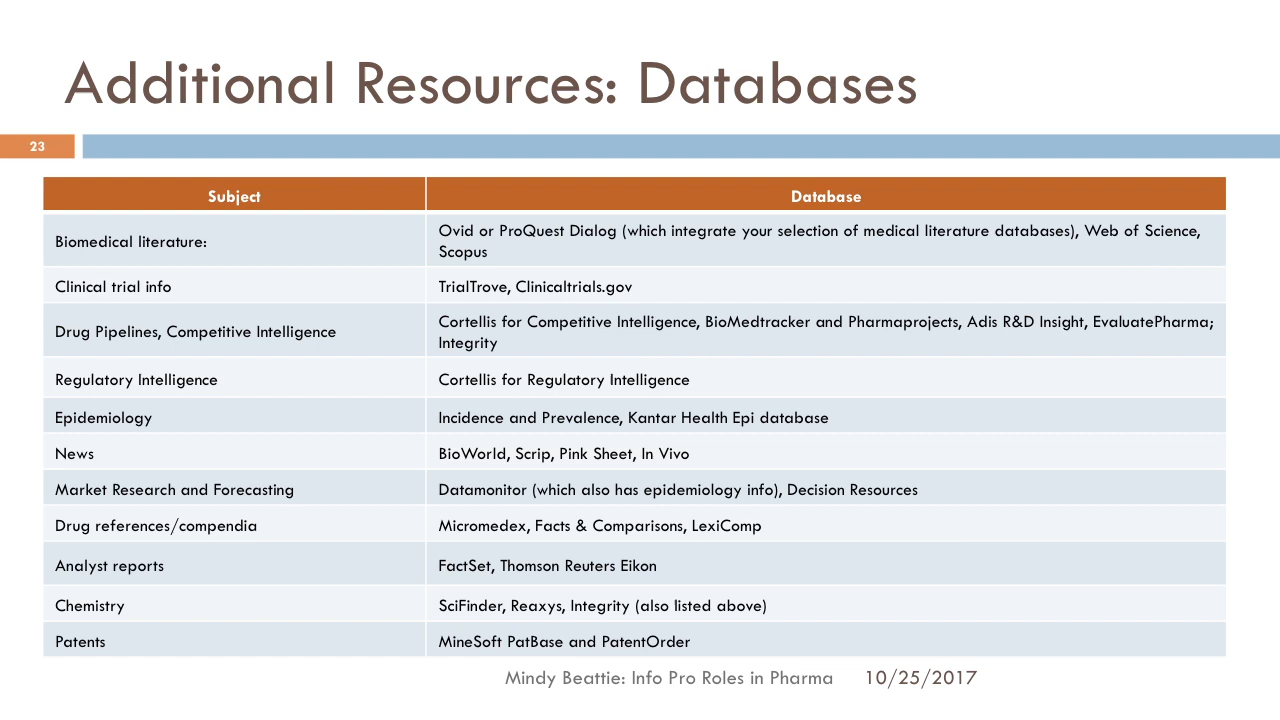 Additional Resources: Databases
23
Subject
Database
Biomedical literature:
Ovid or ProQuest Dialog (which integrate your selection of medical literature databases), Web of Science,
Scopus
Clinical trial info
TrialTrove, Clinicaltrials.gov
Drug Pipelines, Competitive Intelligence
Cortellis for Competitive Intelligence, BioMedtracker and Pharmaprojects, Adis R&D Insight, EvaluatePharma;
Integrity
Regulatory Intelligence
Cortellis for Regulatory Intelligence
Epidemiology
Incidence and Prevalence, Kantar Health Epi database
News
BioWorld, Scrip, Pink Sheet, In Vivo
Market Research and Forecasting
Datamonitor (which also has epidemiology info), Decision Resources
Drug references/compendia
Micromedex, Facts & Comparisons, LexiComp
Analyst reports
FactSet, Thomson Reuters Eikon
Chemistry
SciFinder, Reaxys, Integrity (also listed above)
Patents
MineSoft PatBase and PatentOrder
Mindy Beattie: Info Pro Roles in Pharma
10/25/2017